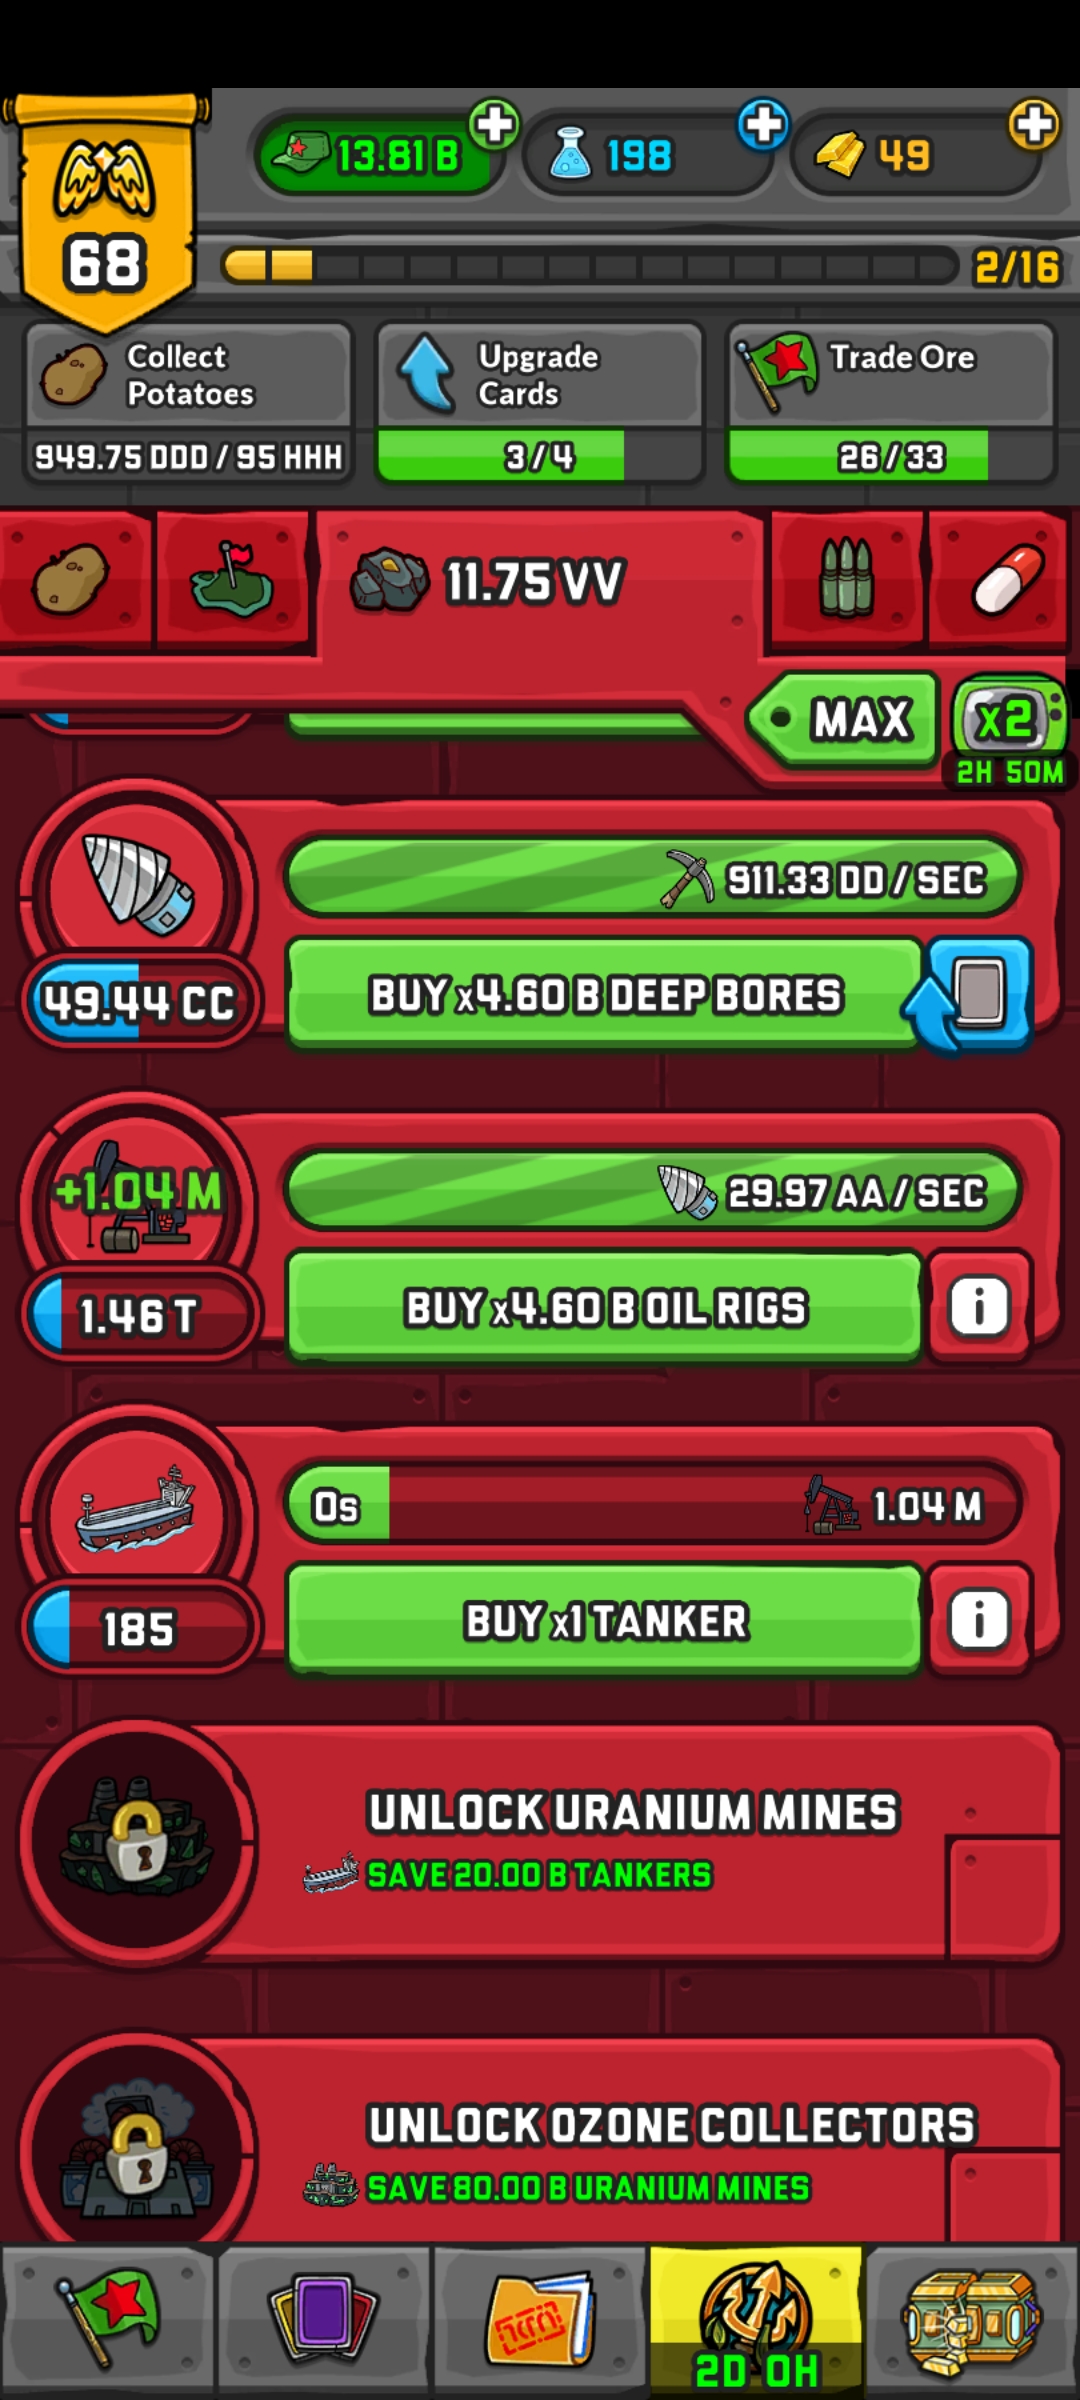 13.81 B
198
49
68
2/16
Collect
Potatoes
949.75 DDD / 95 HHH
Upgrade
Cards
3/4
Trade Ore
26/33
11.75 VV
MAX
x2
2H 50M
911.33 DD / SEC
49.44 CC
BUY x4.60 B DEEP BORES
+1.04 M
29.97 AA / SEC
1.46 T
BUY x4.60 B OIL RIGS
i
0s
1.04 M
185
BUY x1 TANKER
i
UNLOCK URANIUM MINES
SAVE 20.00 B TANKERS
UNLOCK OZONE COLLECTORS
SAVE 80.00 B URANIUM MINES
2D 0H